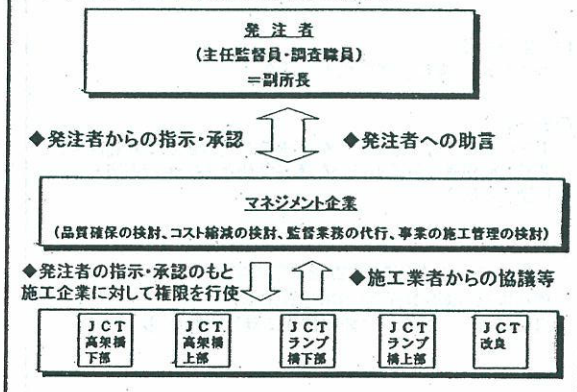 発注者
(主任監督員・調査職員)
＝副所長
◆発注者からの指示・承認
◆発注者への助言
マネジメント企業
(品質確保の検討、コスト縮減の検討、監督業務の代行、事業の施工管理の検討)
◆発注者の指示・承認のもと
施工企業に対して権限を行使
◆施工業者からの協議等
JCT
高架橋
下部
JCT
高架橋
上部
JCT
ランプ
橋下部
JCT
ランプ
橋上部
JCT
改良